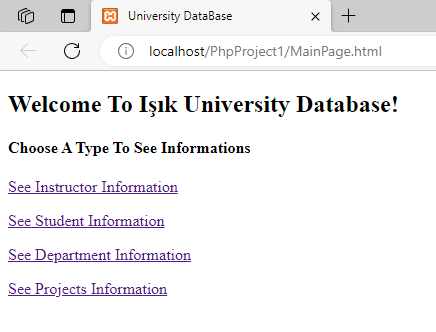 University DataBase
localhost/PhpProject1/MainPage.html
Welcome To Işık University Database!
Choose A Type To See Informations
See Instructor Information
See Student Information
See Department Information
See Projects Information